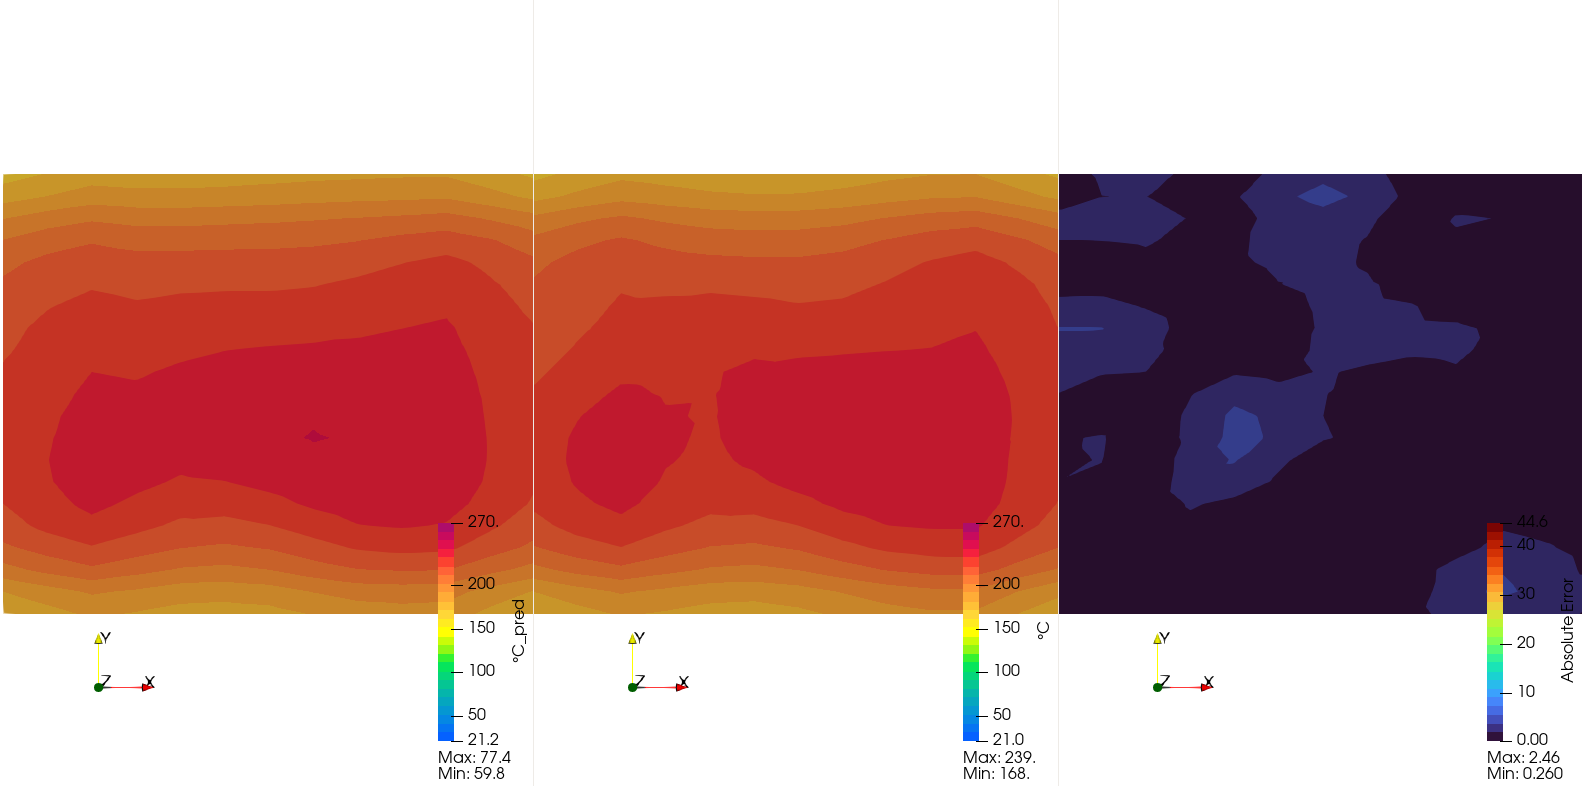 270.
200
150
100
50
21.2
°C_pred
Max: 77.4
Min: 59.8
Y
Z
X
270.
200
150
100
50
21.0
°C
Max: 239.
Min: 168.
Y
Z
X
44.6
40
30
20
10
0.00
Absolute Error
Max: 2.46
Min: 0.260
Y
Z
X